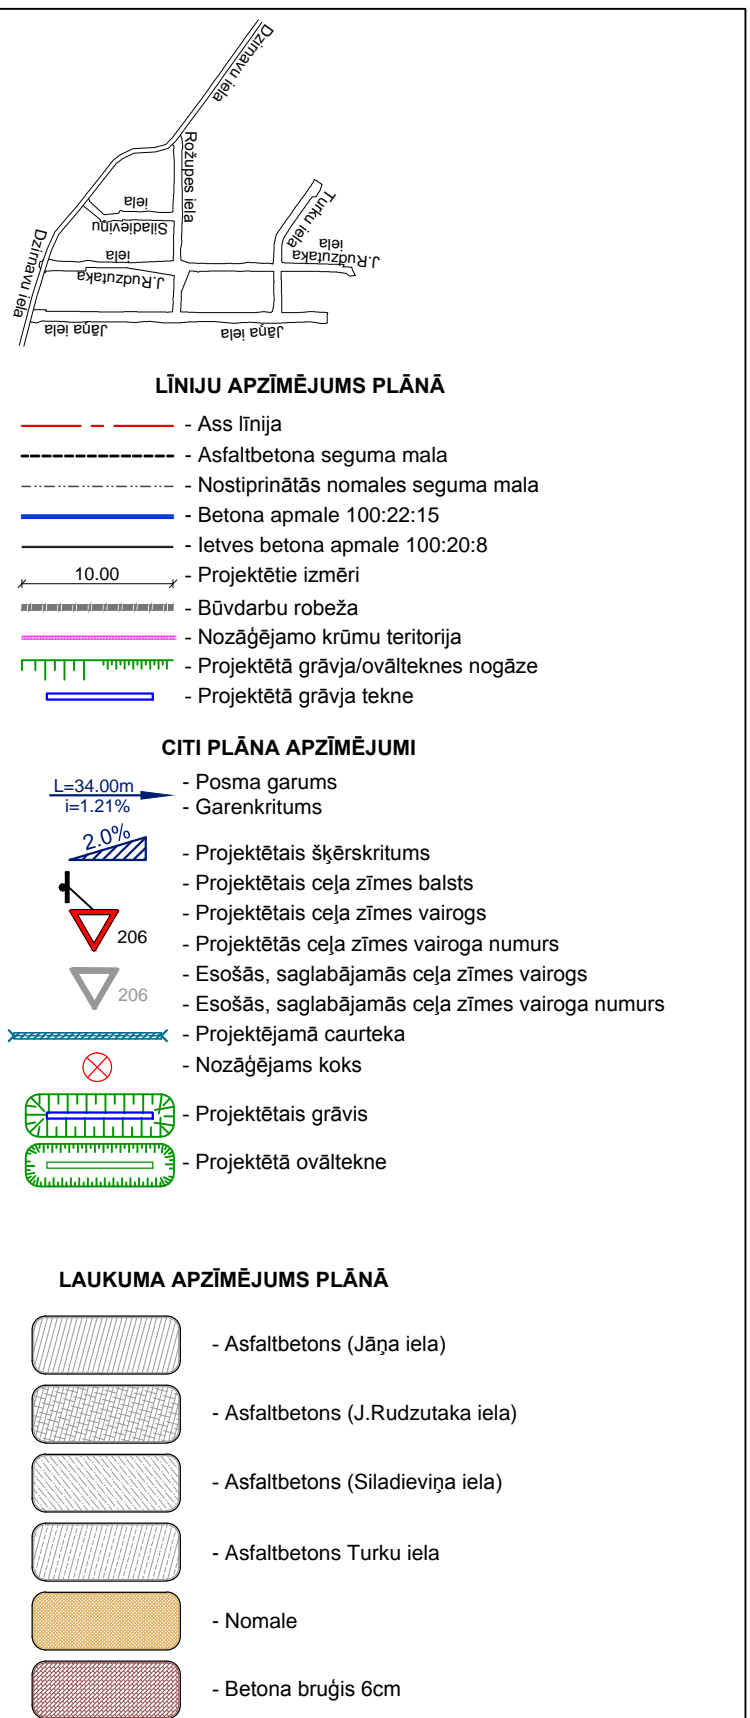 Dzirnavu iela
Rožupes iela
iela
Siladieviņu
Turku iela
Dzirnavu iela
iela
J.Rudzutaka
iela
J.Rudzutaka
Jāņa iela
Jāņa iela
LĪNIJU APZĪMĒJUMS PLĀNĀ
- Ass līnija
- Asfaltbetona seguma mala
- Nostiprinātās nomales seguma mala
- Betona apmale 100:22:15
- Ietves betona apmale 100:20:8
10.00 - Projektētie izmēri
- Būvdarbu robeža
- Nozāģējamo krūmu teritorija
- Projektētā grāvja/ovālteknes nogāze
- Projektētā grāvja tekne
CITI PLĀNA APZĪMĒJUMI
L=34.00m - Posma garums
i=1.21% - Garenkritums
2.0%
- Projektētais šķērskritums
- Projektētais ceļa zīmes balsts
- Projektētais ceļa zīmes vairogs
206 - Projektētās ceļa zīmes vairoga numurs
- Esošās, saglabājamās ceļa zīmes vairogs
206 - Esošās, saglabājamās ceļa zīmes vairoga numurs
- Projektējamā caurteka
- Nozāģējams koks
- Projektētais grāvis
- Projektētā ovāltekne
LAUKUMA APZĪMĒJUMS PLĀNĀ
- Asfaltbetons (Jāņa iela)
- Asfaltbetons (J.Rudzutaka iela)
- Asfaltbetons (Siladieviņa iela)
- Asfaltbetons Turku iela
- Nomale
- Betona bruģis 6cm